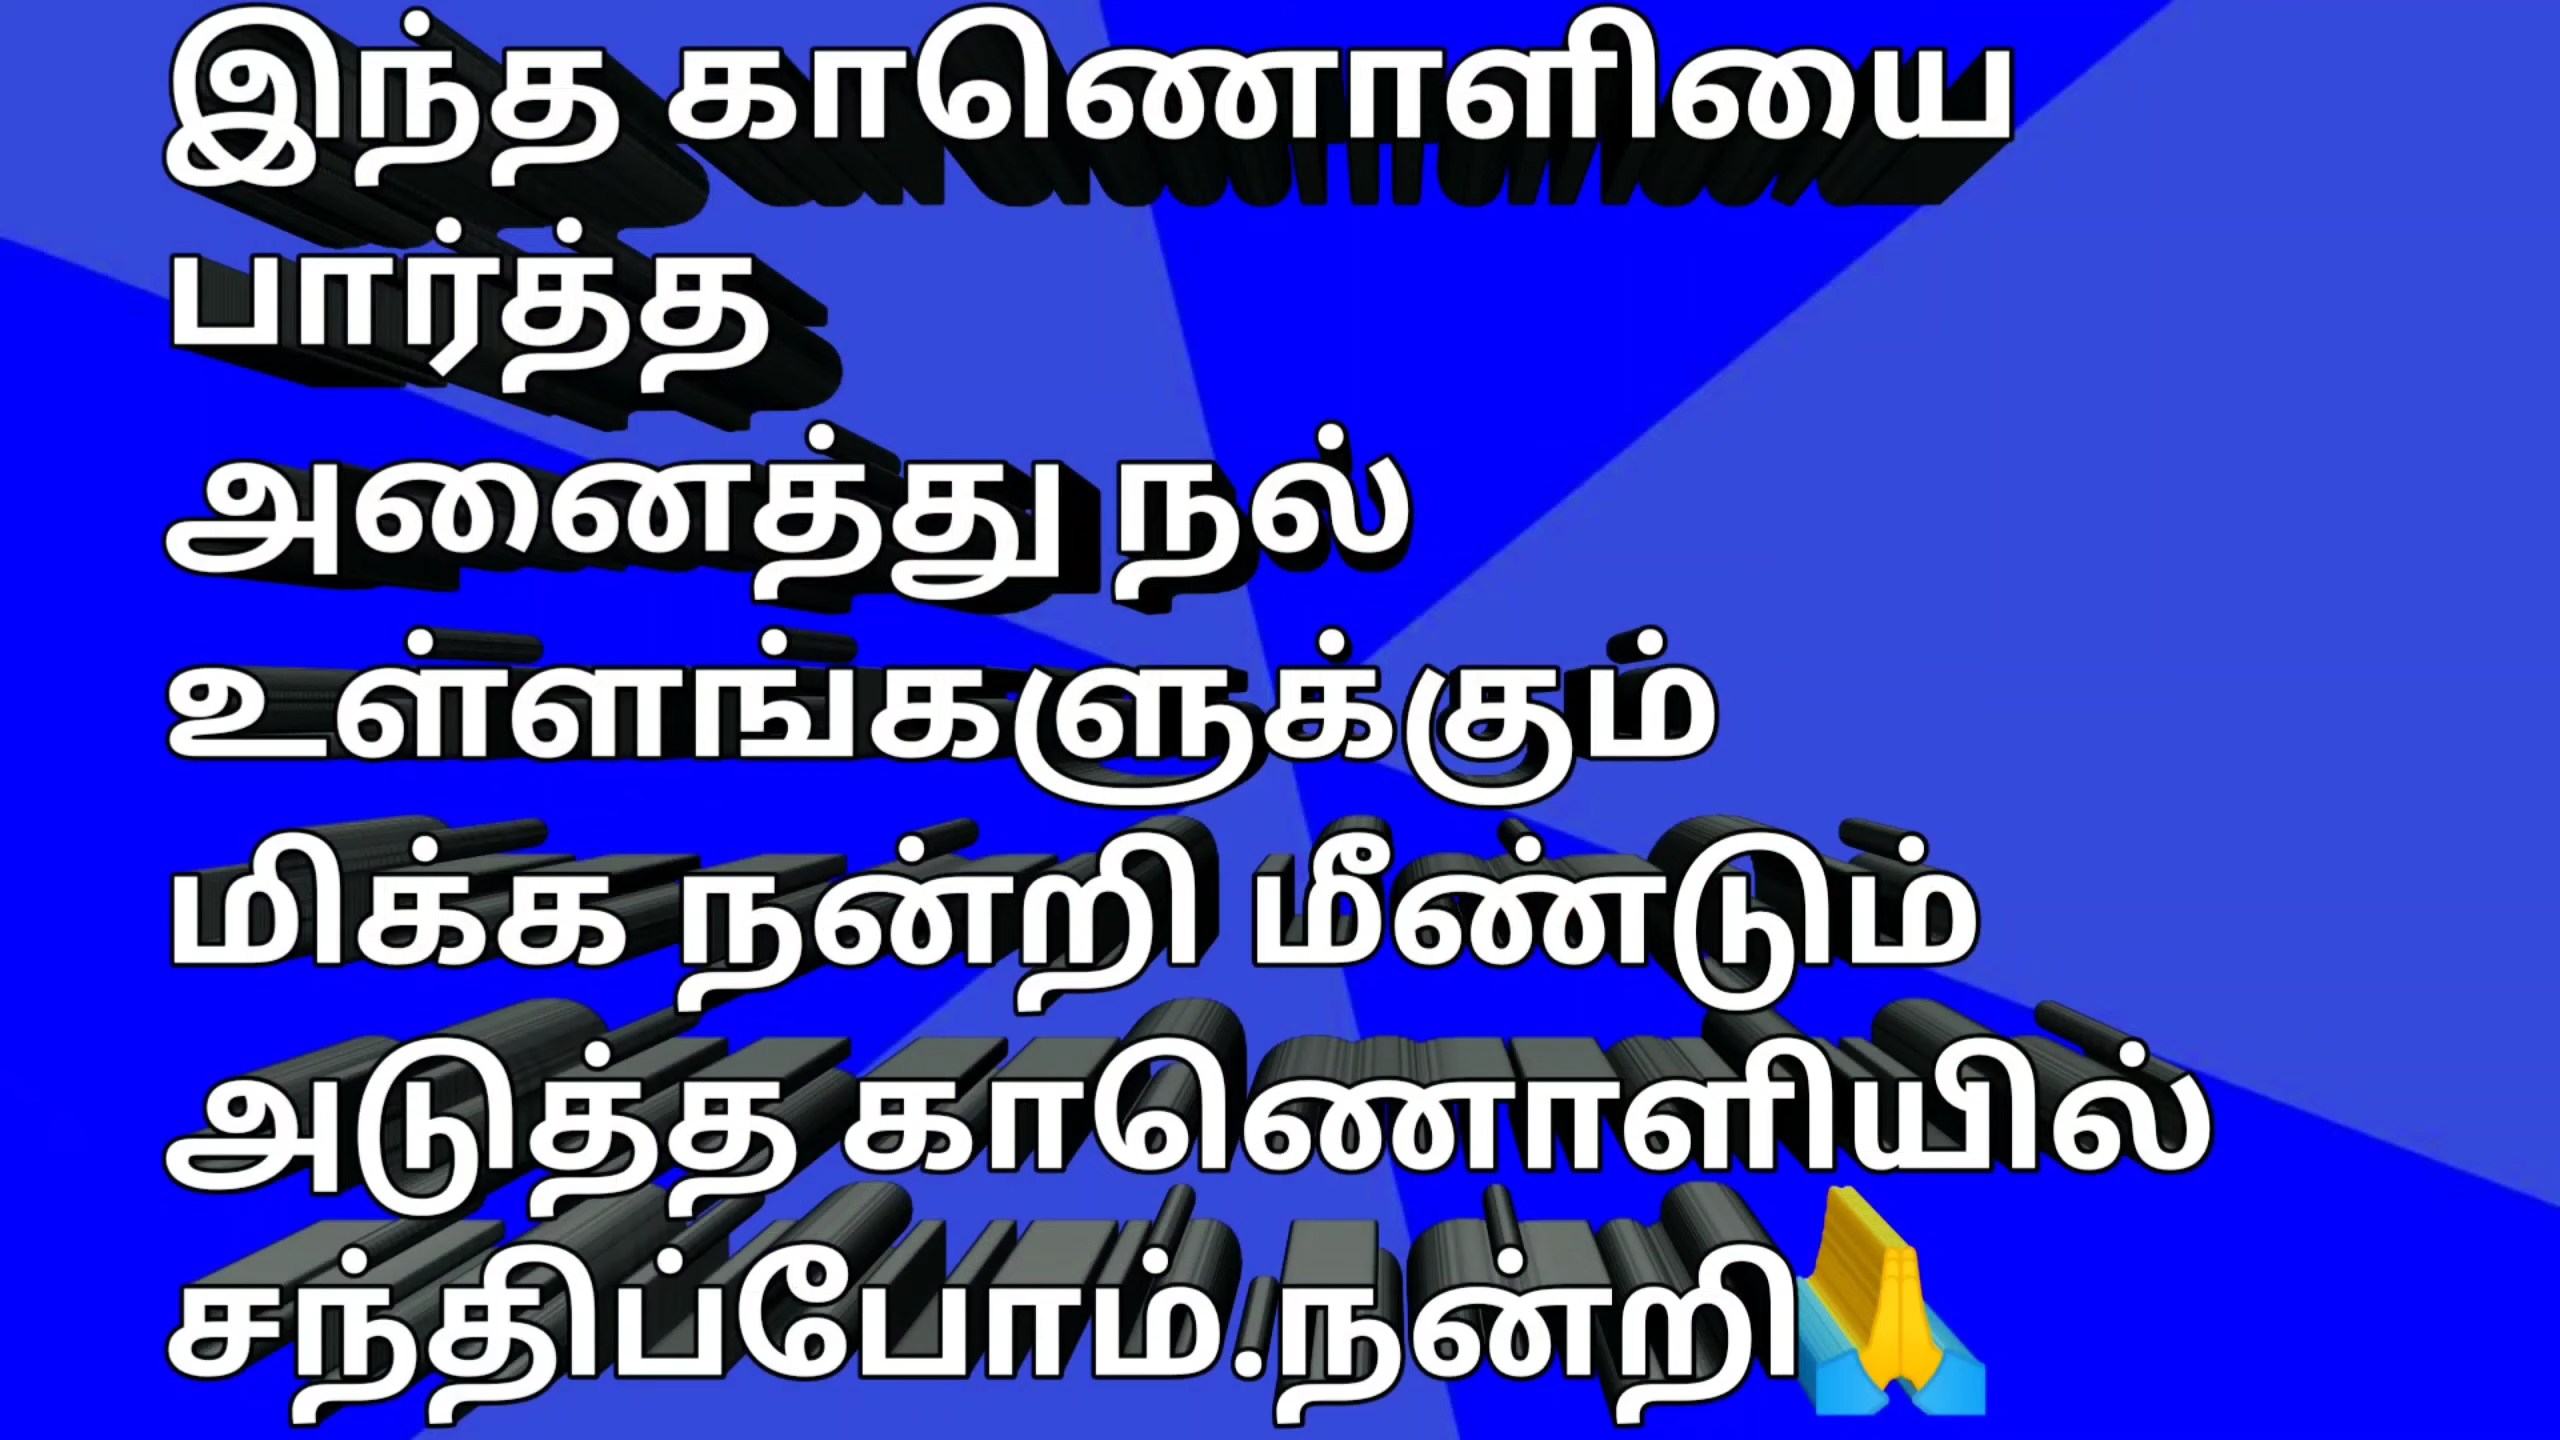 இந்த காணொளியை
பார்த்த
அனைத்து நல்
உள்ளங்களுக்கும்
மிக்க நன்றி மீண்டும்
அடுத்த காணொளியில்
சந்திப்போம்.நன்றி🙏